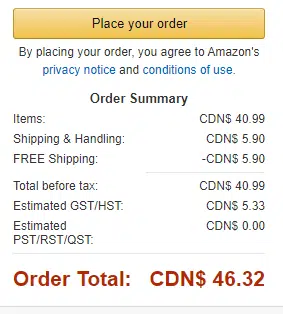 Place your order
By placing your order, you agree to Amazon's
privacy notice and conditions of use.
Order Summary
Items: CDN$ 40.99
Shipping & Handling: CDN$ 5.90
FREE Shipping: -CDN$ 5.90
Total before tax: CDN$ 40.99
Estimated GST/HST: CDN$ 5.33
Estimated CDN$ 0.00
PST/RST/QST:
Order Total: CDN$ 46.32